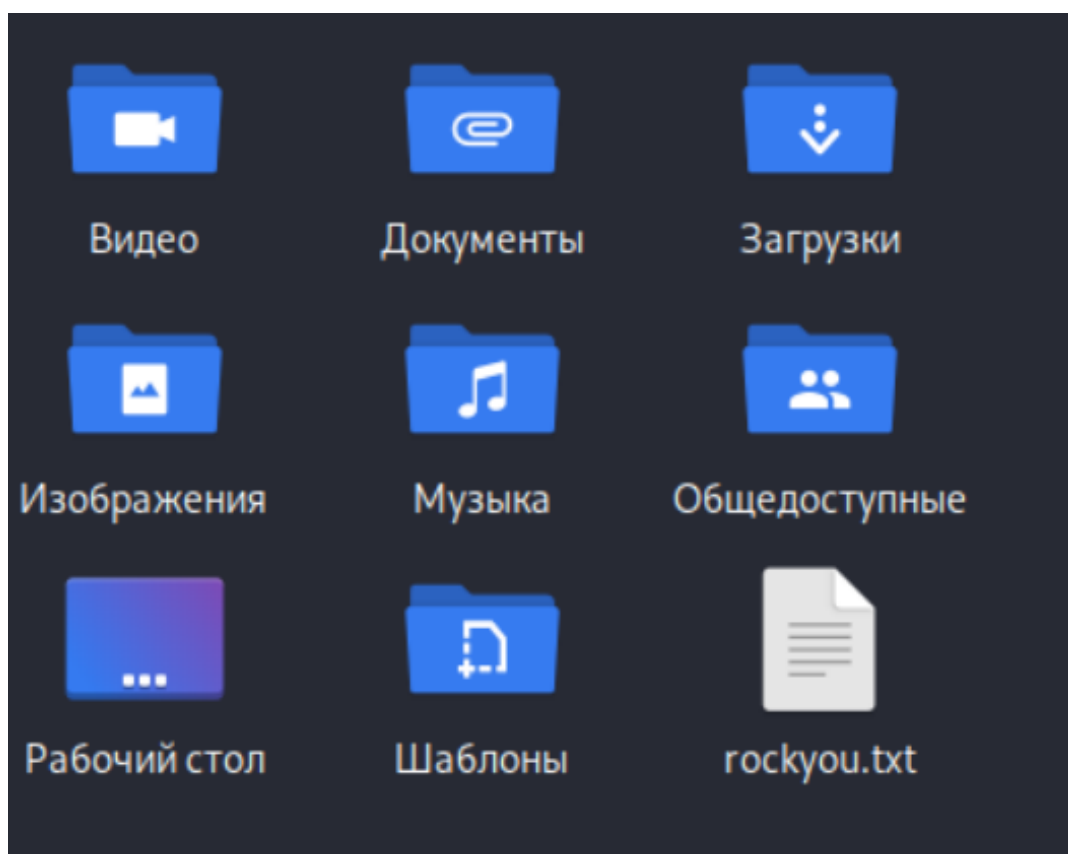 Видео
Документы
Загрузки
Изображения
Музыка
Общедоступные
Рабочий стол
Шаблоны
rockyou.txt